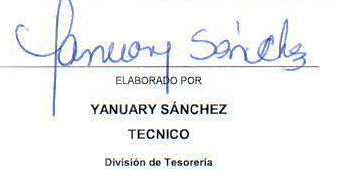 Yanuary Sánchez
ELABORADO POR
YANUARY SÁNCHEZ
TECNICO
División de Tesorería